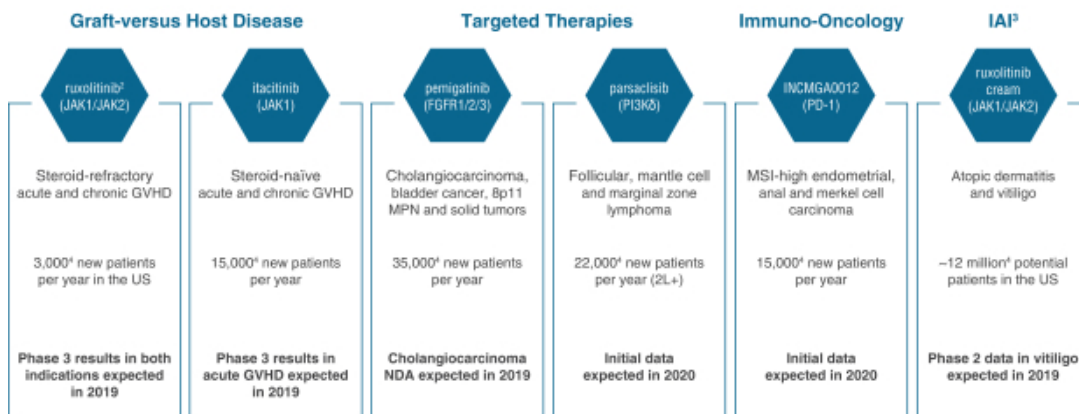 Graft-versus Host Disease
Targeted Therapies
Immuno-Oncology
IAI³
ruxolitinib²
(JAK1/JAK2)
Steroid-refractory
acute and chronic GVHD
3,000⁴ new patients
per year in the US
Phase 3 results in both
indications expected
in 2019
itacitinib
(JAK1)
Steroid-naïve
acute and chronic GVHD
15,000⁴ new patients
per year
Phase 3 results in
acute GVHD expected
in 2019
pemigatinib
(FGFR1/2/3)
Cholangiocarcinoma,
bladder cancer, 8p11
MPN and solid tumors
35,000⁴ new patients
per year
Cholangiocarcinoma
NDA expected in 2019
parsaclisib
(PI3Kδ)
Follicular, mantle cell
and marginal zone
lymphoma
22,000⁴ new patients
per year (2L+)
Initial data
expected in 2020
INCMGA0012
(PD-1)
MSI-high endometrial,
anal and merkel cell
carcinoma
15,000⁴ new patients
per year
Initial data
expected in 2020
ruxolitinib
cream
(JAK1/JAK2)
Atopic dermatitis
and vitiligo
~12 million⁴ potential
patients in the US
Phase 2 data in vitiligo
expected in 2019